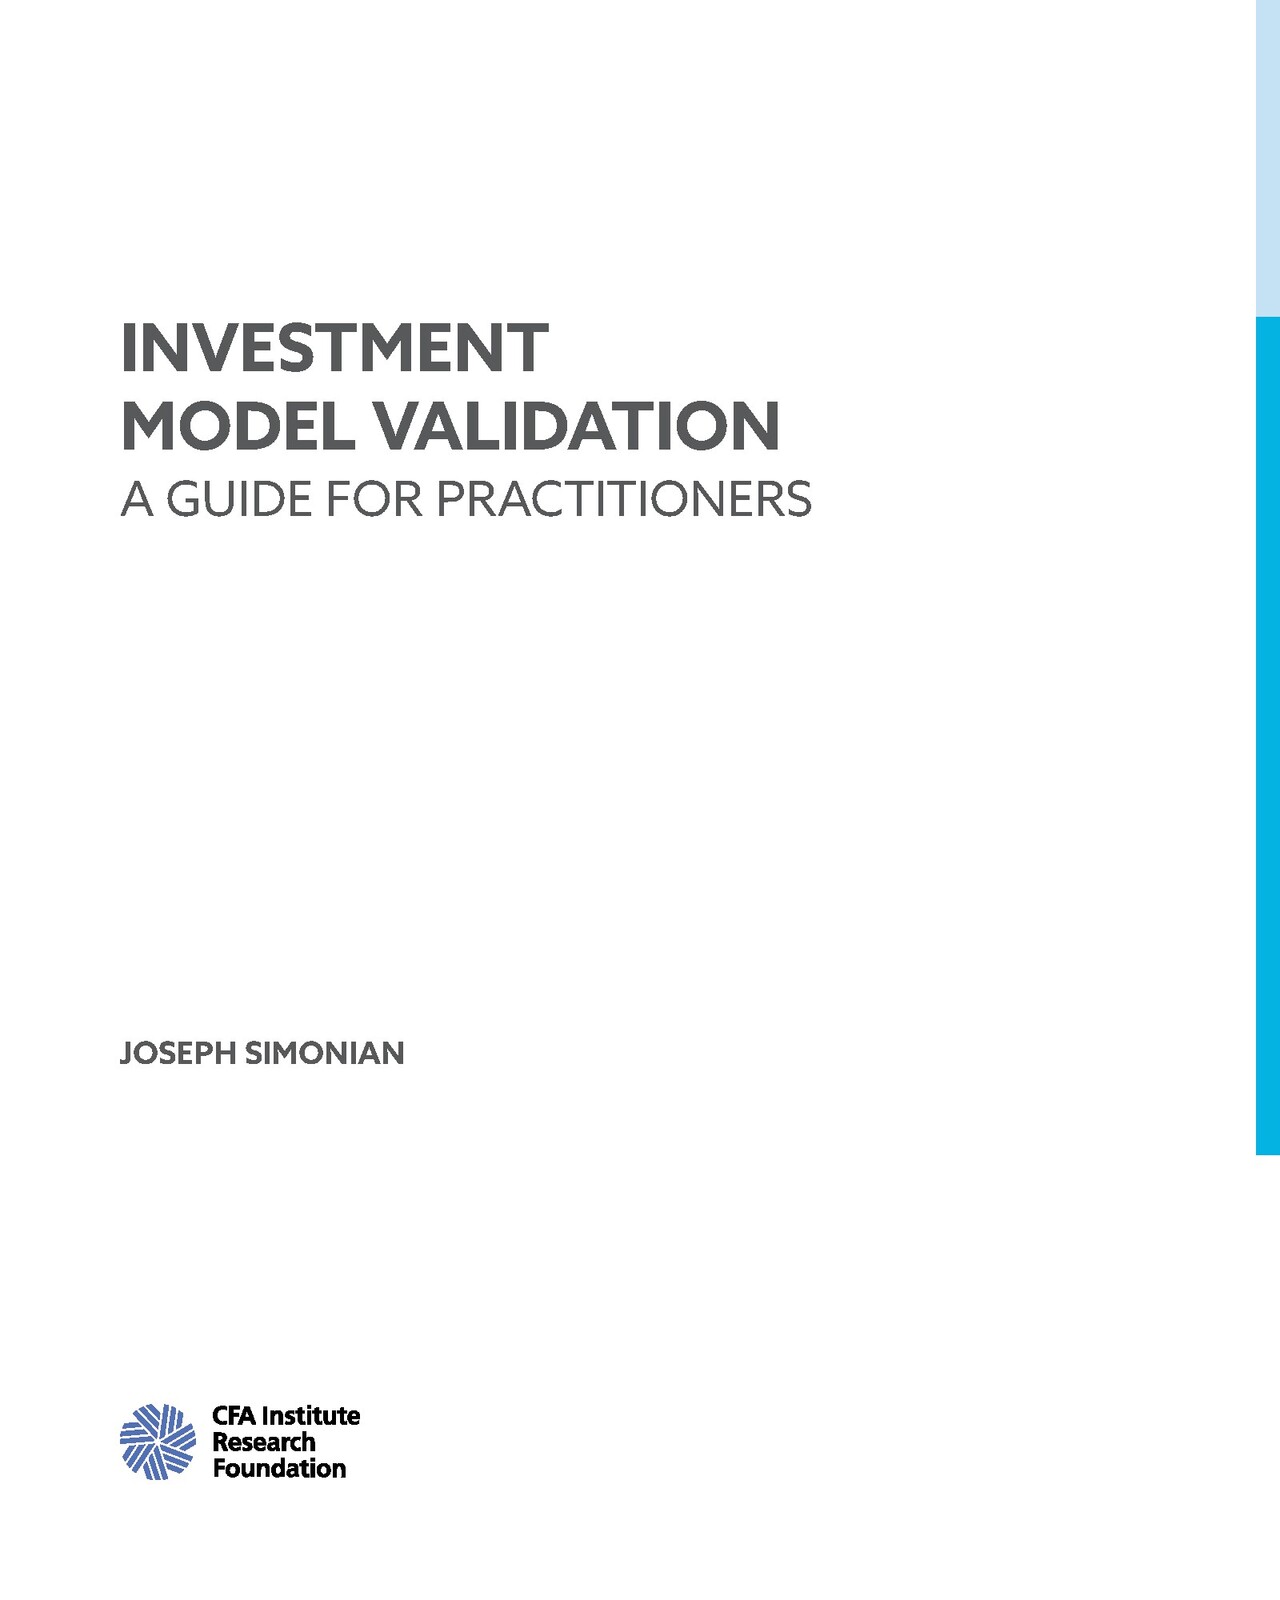 INVESTMENT
MODEL VALIDATION
A GUIDE FOR PRACTITIONERS
JOSEPH SIMONIAN
CFA Institute
Research
Foundation